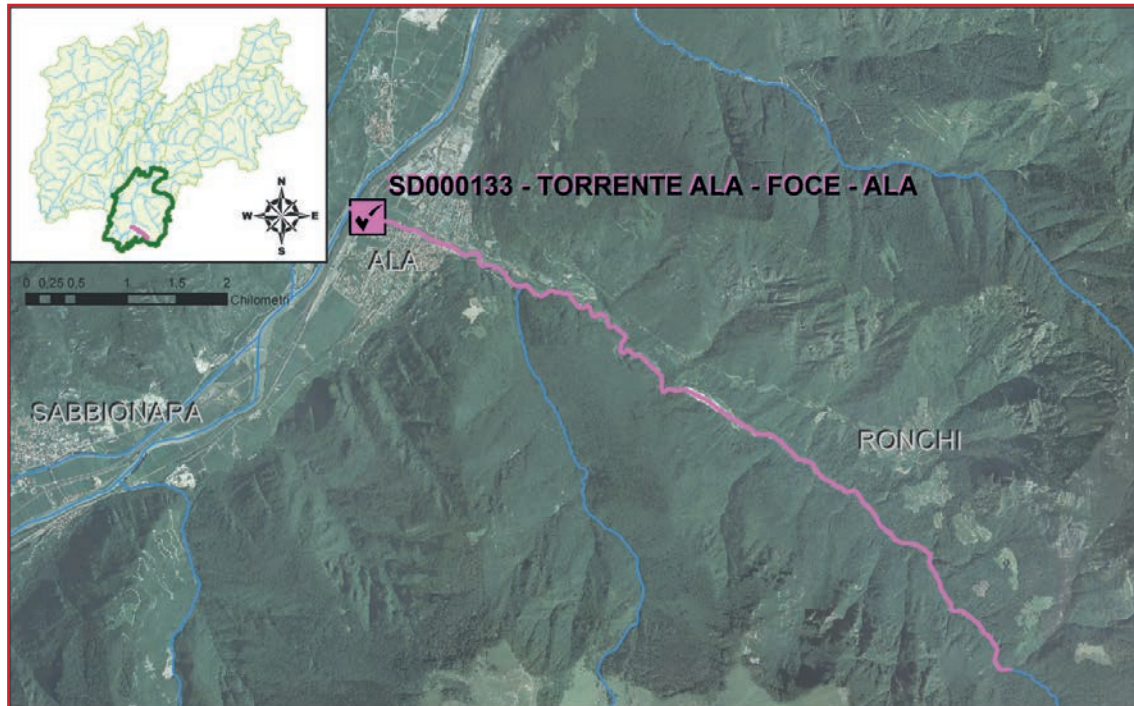 N
W E
S
SD000133 - TORRENTE ALA - FOCE - ALA
ALA
0 0,25 0,5 1 1,5 2
Chilometri
SABBIONARA
RONCHI